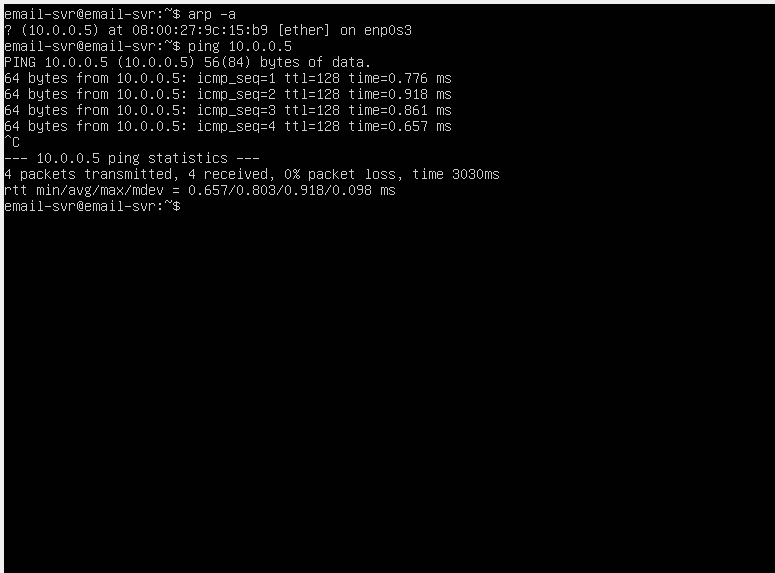 email-svr@email-svr:~$ arp -a
? (10.0.0.5) at 08:00:27:9c:15:b9 [ether] on enp0s3
email-svr@email-svr:~$ ping 10.0.0.5
PING 10.0.0.5 (10.0.0.5) 56(84) bytes of data.
64 bytes from 10.0.0.5: icmp_seq=1 ttl=128 time=0.776 ms
64 bytes from 10.0.0.5: icmp_seq=2 ttl=128 time=0.918 ms
64 bytes from 10.0.0.5: icmp_seq=3 ttl=128 time=0.861 ms
64 bytes from 10.0.0.5: icmp_seq=4 ttl=128 time=0.657 ms
^C
--- 10.0.0.5 ping statistics ---
4 packets transmitted, 4 received, 0% packet loss, time 3030ms
rtt min/avg/max/mdev = 0.657/0.803/0.918/0.098 ms
email-svr@email-svr:~$